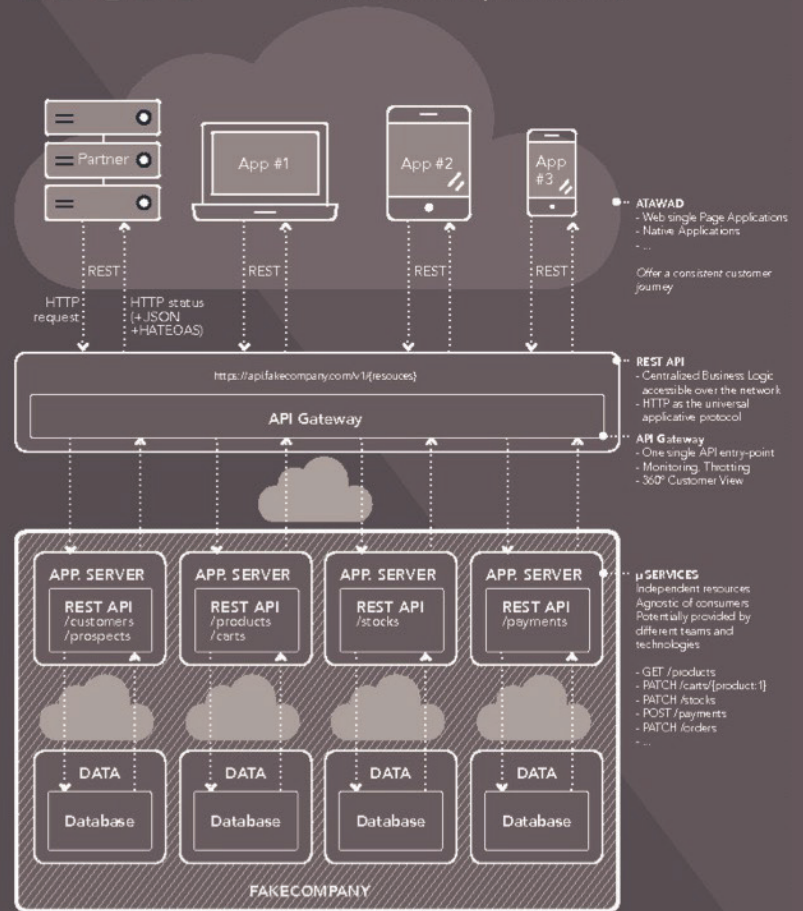 Partner
App #1
App #2
App
#3
ATAWAD
- Web single Page Applications
- Native Applications
- ...
Offer a consistent customer
journey
REST
REST
REST
REST
HTTP
request
HTTP status
(+JSON
+HATEOAS)
https://api.fakecompany.com/v1/{resouces}
API Gateway
REST API
- Centralized Business Logic
accessible over the network
- HTTP as the universal
applicative protocol
API Gateway
- One single API entry-point
- Monitoring, Throtting
- 360° Customer View
APP. SERVER
REST API
/customers
/prospects
APP. SERVER
REST API
/products
/carts
APP. SERVER
REST API
/stocks
APP. SERVER
REST API
/payments
µSERVICES
Independent resources
Agnostic of consumers
Potentially provided by
different teams and
technologies
- GET /products
- PATCH /carts/{product:1}
- PATCH /stocks
- POST /payments
- PATCH /orders
- ...
DATA
Database
DATA
Database
DATA
Database
DATA
Database
FAKECOMPANY